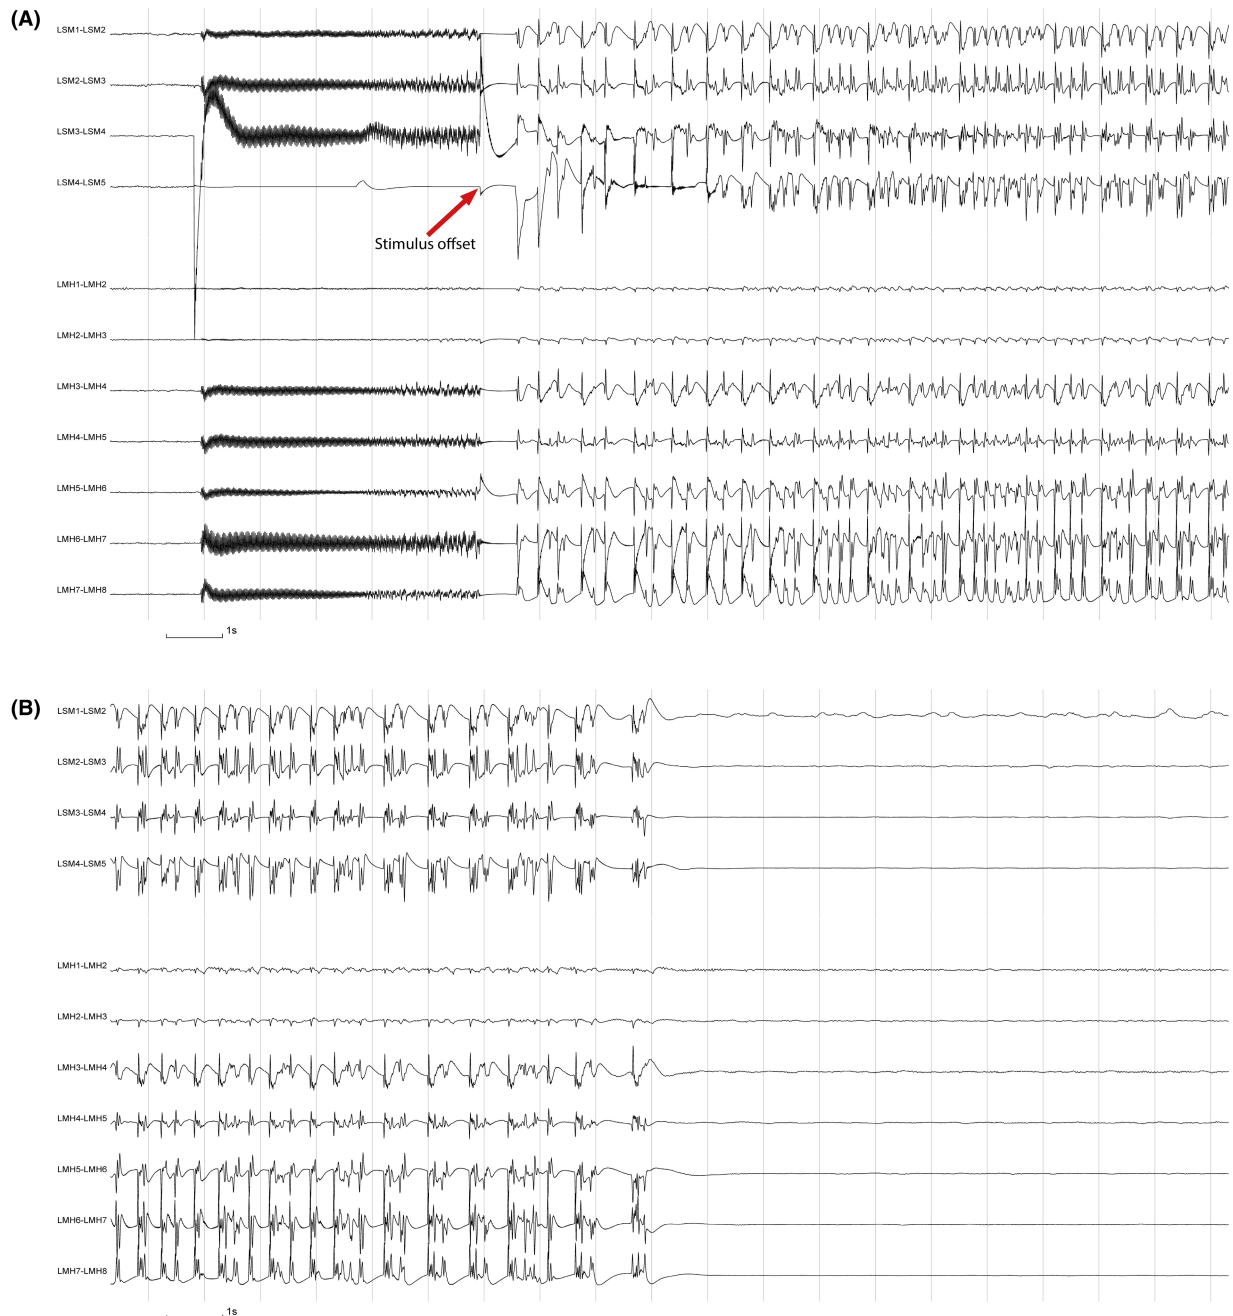 (A)
LSM1-LSM2
LSM2-LSM3
LSM3-LSM4
LSM4-LSM5
Stimulus offset
LMH1-LMH2
LMH2-LMH3
LMH3-LMH4
LMH4-LMH5
LMH5-LMH6
LMH6-LMH7
LMH7-LMH8
1s
(B)
LSM1-LSM2
LSM2-LSM3
LSM3-LSM4
LSM4-LSM5
LMH1-LMH2
LMH2-LMH3
LMH3-LMH4
LMH4-LMH5
LMH5-LMH6
LMH6-LMH7
LMH7-LMH8
1s